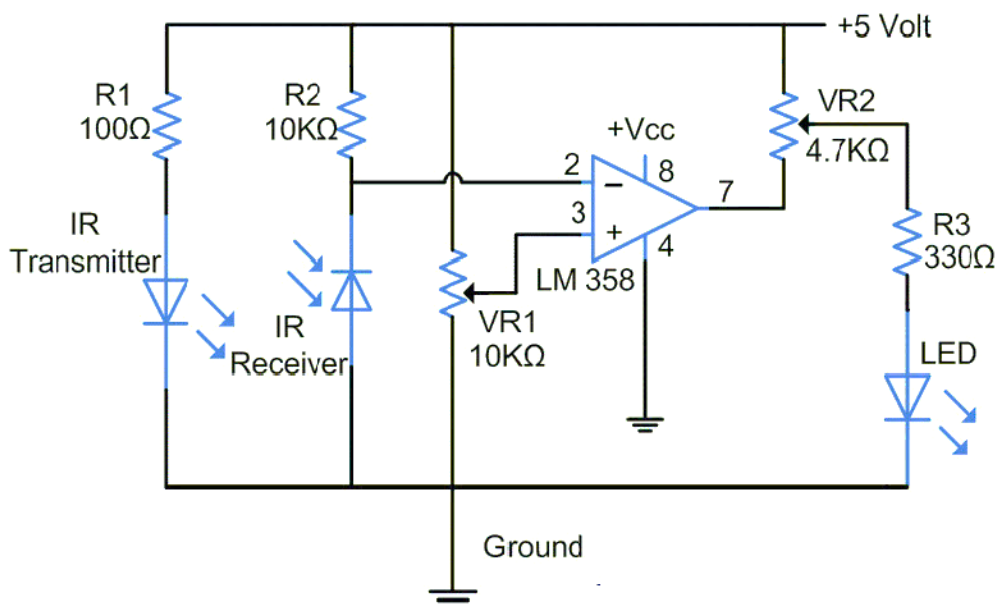 +5 Volt
R1
100Ω
R2
10KΩ
VR2
4.7KΩ
+Vcc
8
2
3
7
4
LM 358
R3
330Ω
IR
Transmitter
IR
Receiver
VR1
10KΩ
LED
Ground